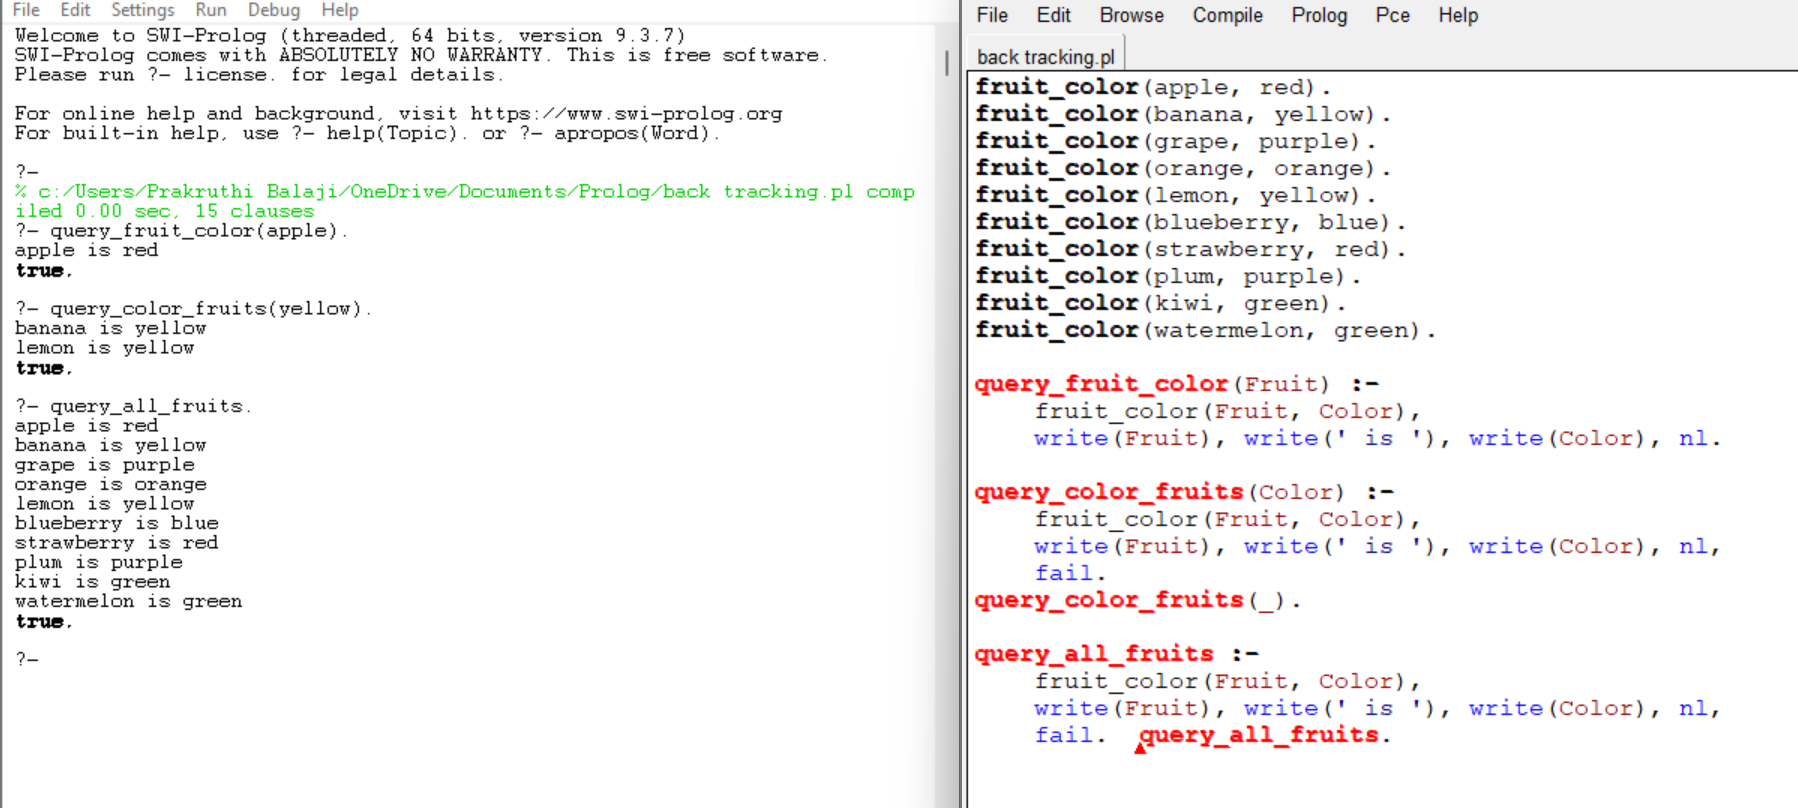 File Edit Settings Run Debug Help
Welcome to SWI-Prolog (threaded, 64 bits, version 9.3.7)
SWI-Prolog comes with ABSOLUTELY NO WARRANTY. This is free software.
Please run ?- license. for legal details.
For online help and background, visit https://www.swi-prolog.org
For built-in help, use ?- help(Topic). or ?- apropos(Word).
?-
% c:/Users/Prakruthi Balaji/OneDrive/Documents/Prolog/back tracking.pl comp
iled 0.00 sec, 15 clauses
?- query_fruit_color(apple).
apple is red
true.
?- query_color_fruits(yellow).
banana is yellow
lemon is yellow
true.
?- query_all_fruits.
apple is red
banana is yellow
grape is purple
orange is orange
lemon is yellow
blueberry is blue
strawberry is red
plum is purple
kiwi is green
watermelon is green
true.
?-
File Edit Browse Compile Prolog Pce Help
back tracking.pl
fruit_color(apple, red).
fruit_color(banana, yellow).
fruit_color(grape, purple).
fruit_color(orange, orange).
fruit_color(lemon, yellow).
fruit_color(blueberry, blue).
fruit_color(strawberry, red).
fruit_color(plum, purple).
fruit_color(kiwi, green).
fruit_color(watermelon, green).
query_fruit_color(Fruit) :-
    fruit_color(Fruit, Color),
    write(Fruit), write(' is '), write(Color), nl.
query_color_fruits(Color) :-
    fruit_color(Fruit, Color),
    write(Fruit), write(' is '), write(Color), nl,
    fail.
query_color_fruits(_).
query_all_fruits :-
    fruit_color(Fruit, Color),
    write(Fruit), write(' is '), write(Color), nl,
    fail.  query_all_fruits.